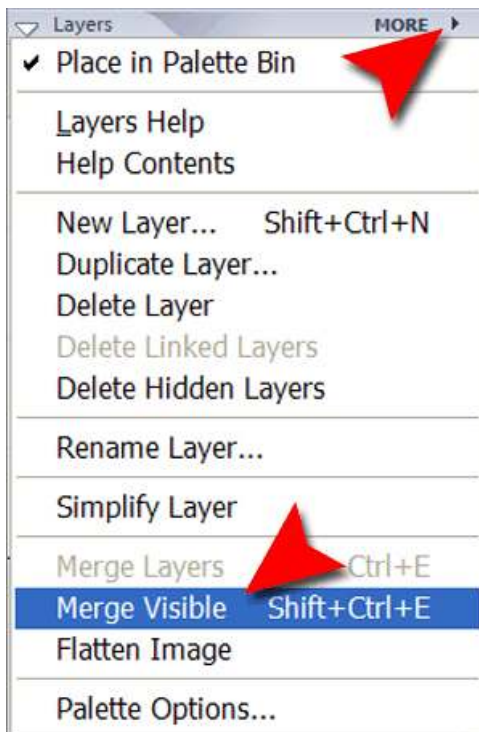 Layers MORE
Place in Palette Bin
Layers Help
Help Contents
New Layer... Shift+Ctrl+N
Duplicate Layer...
Delete Layer
Delete Linked Layers
Delete Hidden Layers
Rename Layer...
Simplify Layer
Merge Layers Ctrl+E
Merge Visible Shift+Ctrl+E
Flatten Image
Palette Options...